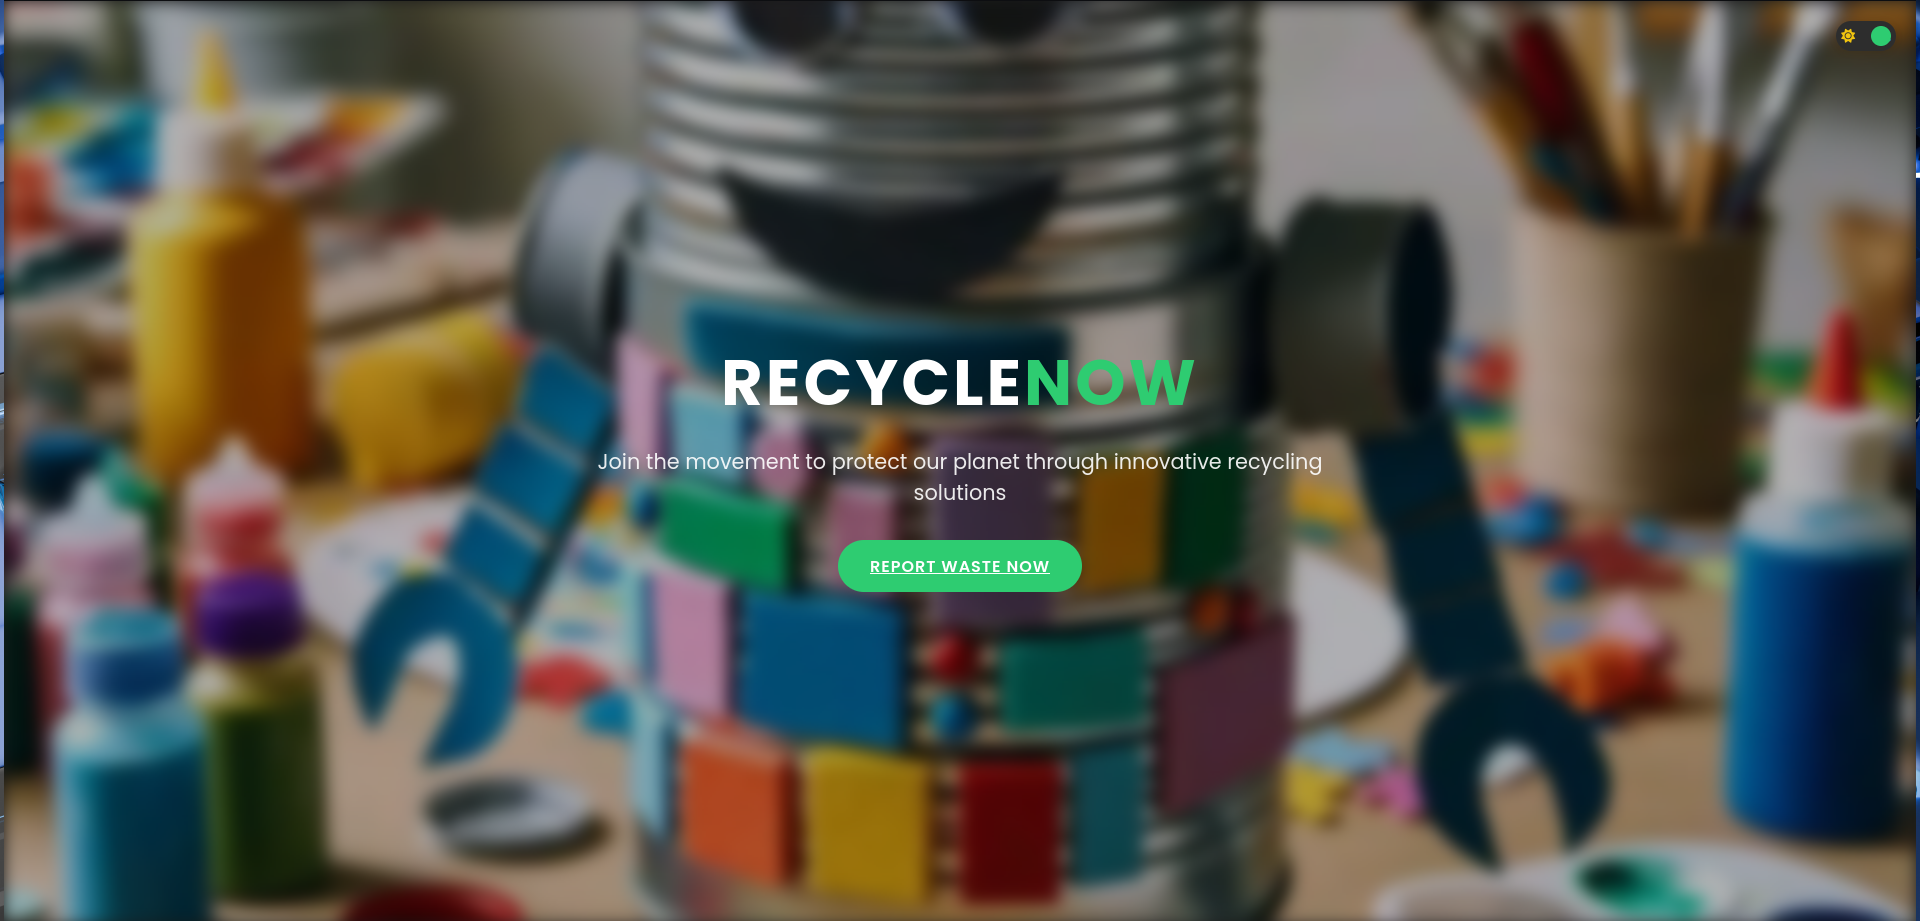 RECYCLENOW
Join the movement to protect our planet through innovative recycling
solutions
REPORT WASTE NOW